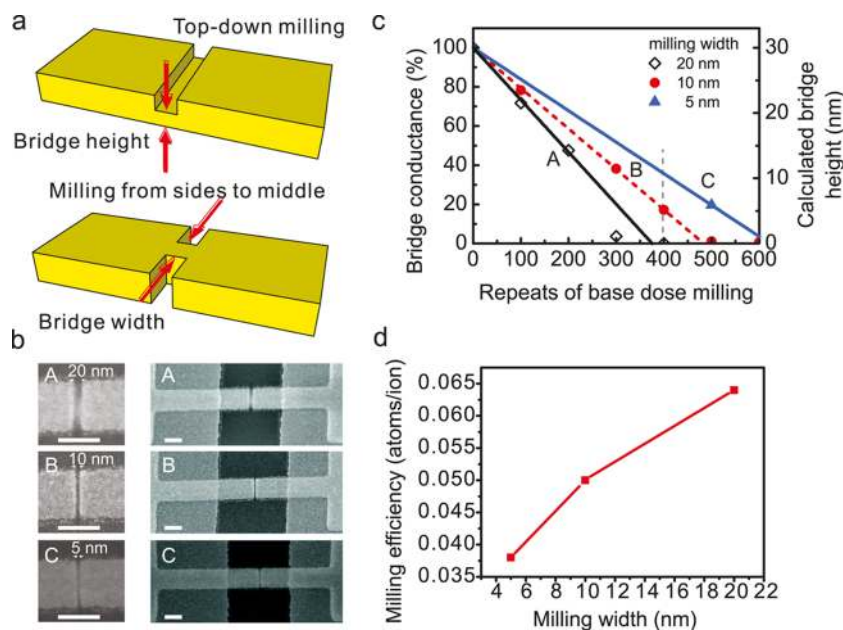 a
Top-down milling
Bridge height
Milling from sides to middle
Bridge width
b
A
20 nm
A
B
10 nm
B
C
5 nm
C
c
Bridge conductance (%)
100
80
60
40
20
0
milling width
20 nm
10 nm
5 nm
A
B
C
30
20
10
0
Calculated bridge
height (nm)
0 100 200 300 400 500 600
Repeats of base dose milling
d
Milling efficiency (atoms/ion)
0.065
0.060
0.055
0.050
0.045
0.040
0.035
4 6 8 10 12 14 16 18 20 22
Milling width (nm)